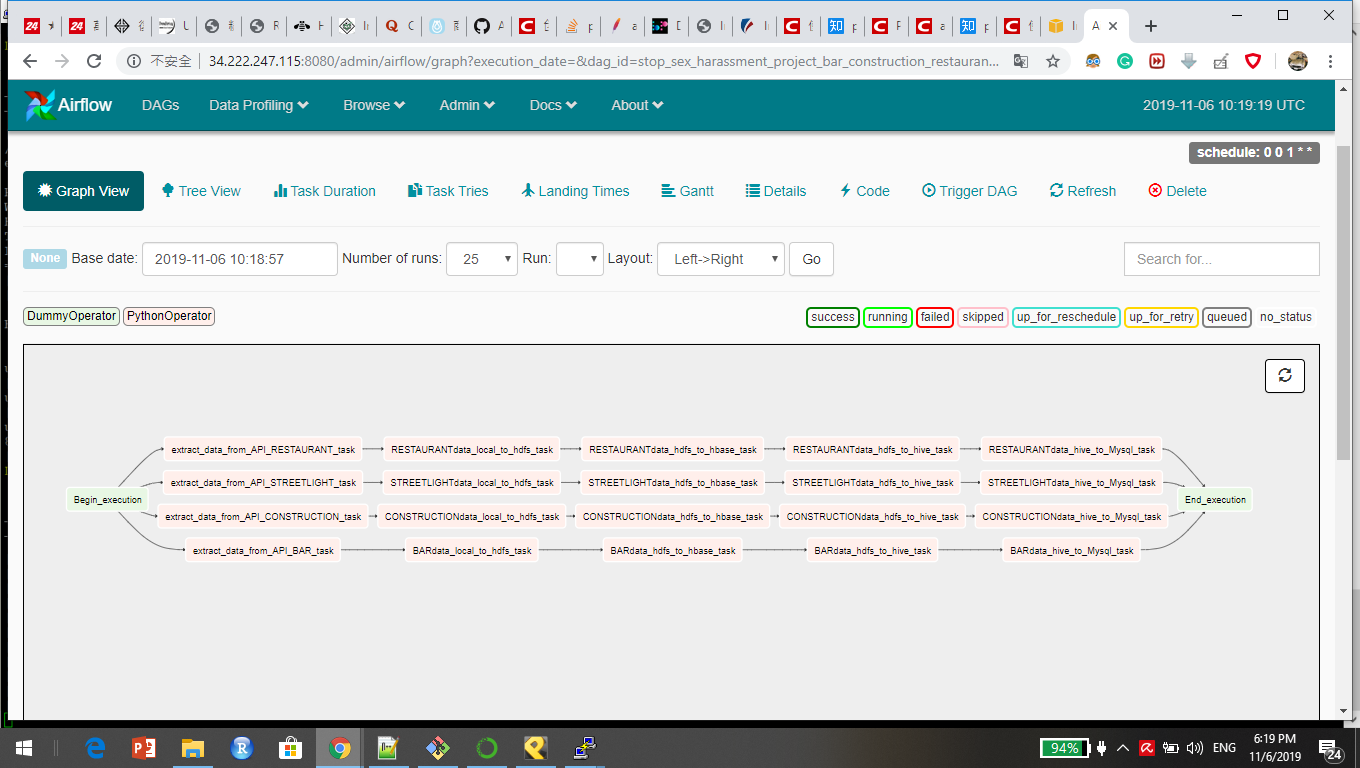 不安全 34.222.247.115:8080/admin/airflow/graph?execution_date=&dag_id=stop_sex_harassment_project_bar_construction_restauran...
Airflow DAGs Data Profiling Browse Admin Docs About 2019-11-06 10:19:19 UTC
schedule: 0 0 1 * *
Graph View Tree View Task Duration Task Tries Landing Times Gantt Details Code Trigger DAG Refresh Delete
None Base date: 2019-11-06 10:18:57 Number of runs: 25 Run: Layout: Left->Right Go Search for...
DummyOperator PythonOperator success running failed skipped up_for_reschedule up_for_retry queued no_status
extract_data_from_API_RESTAURANT_task RESTAURANTdata_local_to_hdfs_task RESTAURANTdata_hdfs_to_hbase_task RESTAURANTdata_hdfs_to_hive_task RESTAURANTdata_hive_to_Mysql_task
extract_data_from_API_STREETLIGHT_task STREETLIGHTdata_local_to_hdfs_task STREETLIGHTdata_hdfs_to_hbase_task STREETLIGHTdata_hdfs_to_hive_task STREETLIGHTdata_hive_to_Mysql_task
Begin_execution End_execution
extract_data_from_API_CONSTRUCTION_task CONSTRUCTIONdata_local_to_hdfs_task CONSTRUCTIONdata_hdfs_to_hbase_task CONSTRUCTIONdata_hdfs_to_hive_task CONSTRUCTIONdata_hive_to_Mysql_task
extract_data_from_API_BAR_task BARdata_local_to_hdfs_task BARdata_hdfs_to_hbase_task BARdata_hdfs_to_hive_task BARdata_hive_to_Mysql_task
94% ENG 6:19 PM
11/6/2019 24